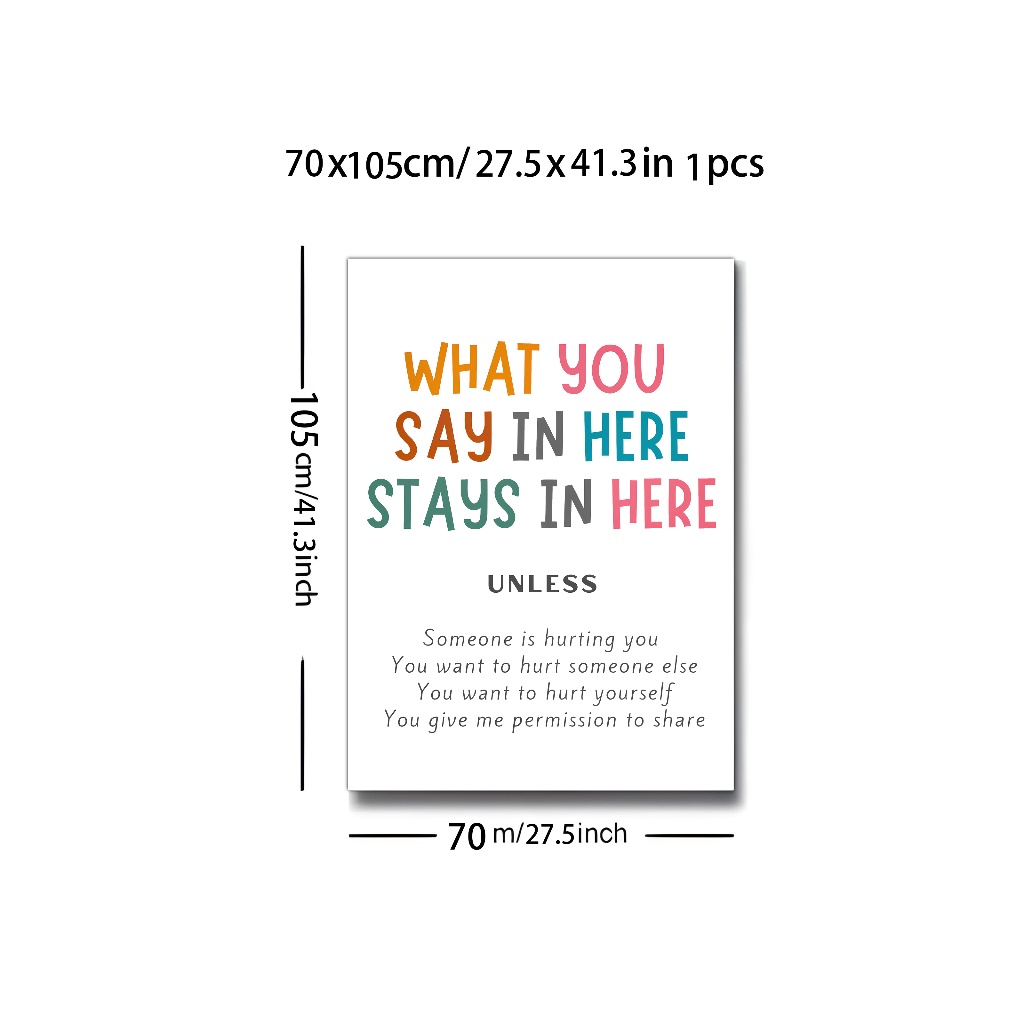 70x105cm/ 27.5x41.3in 1pcs
WHAT YOU
SAY IN HERE
STAYS IN HERE
UNLESS
Someone is hurting you
You want to hurt someone else
You want to hurt yourself
You give me permission to share
105cm/41.3inch
70 m/27.5inch